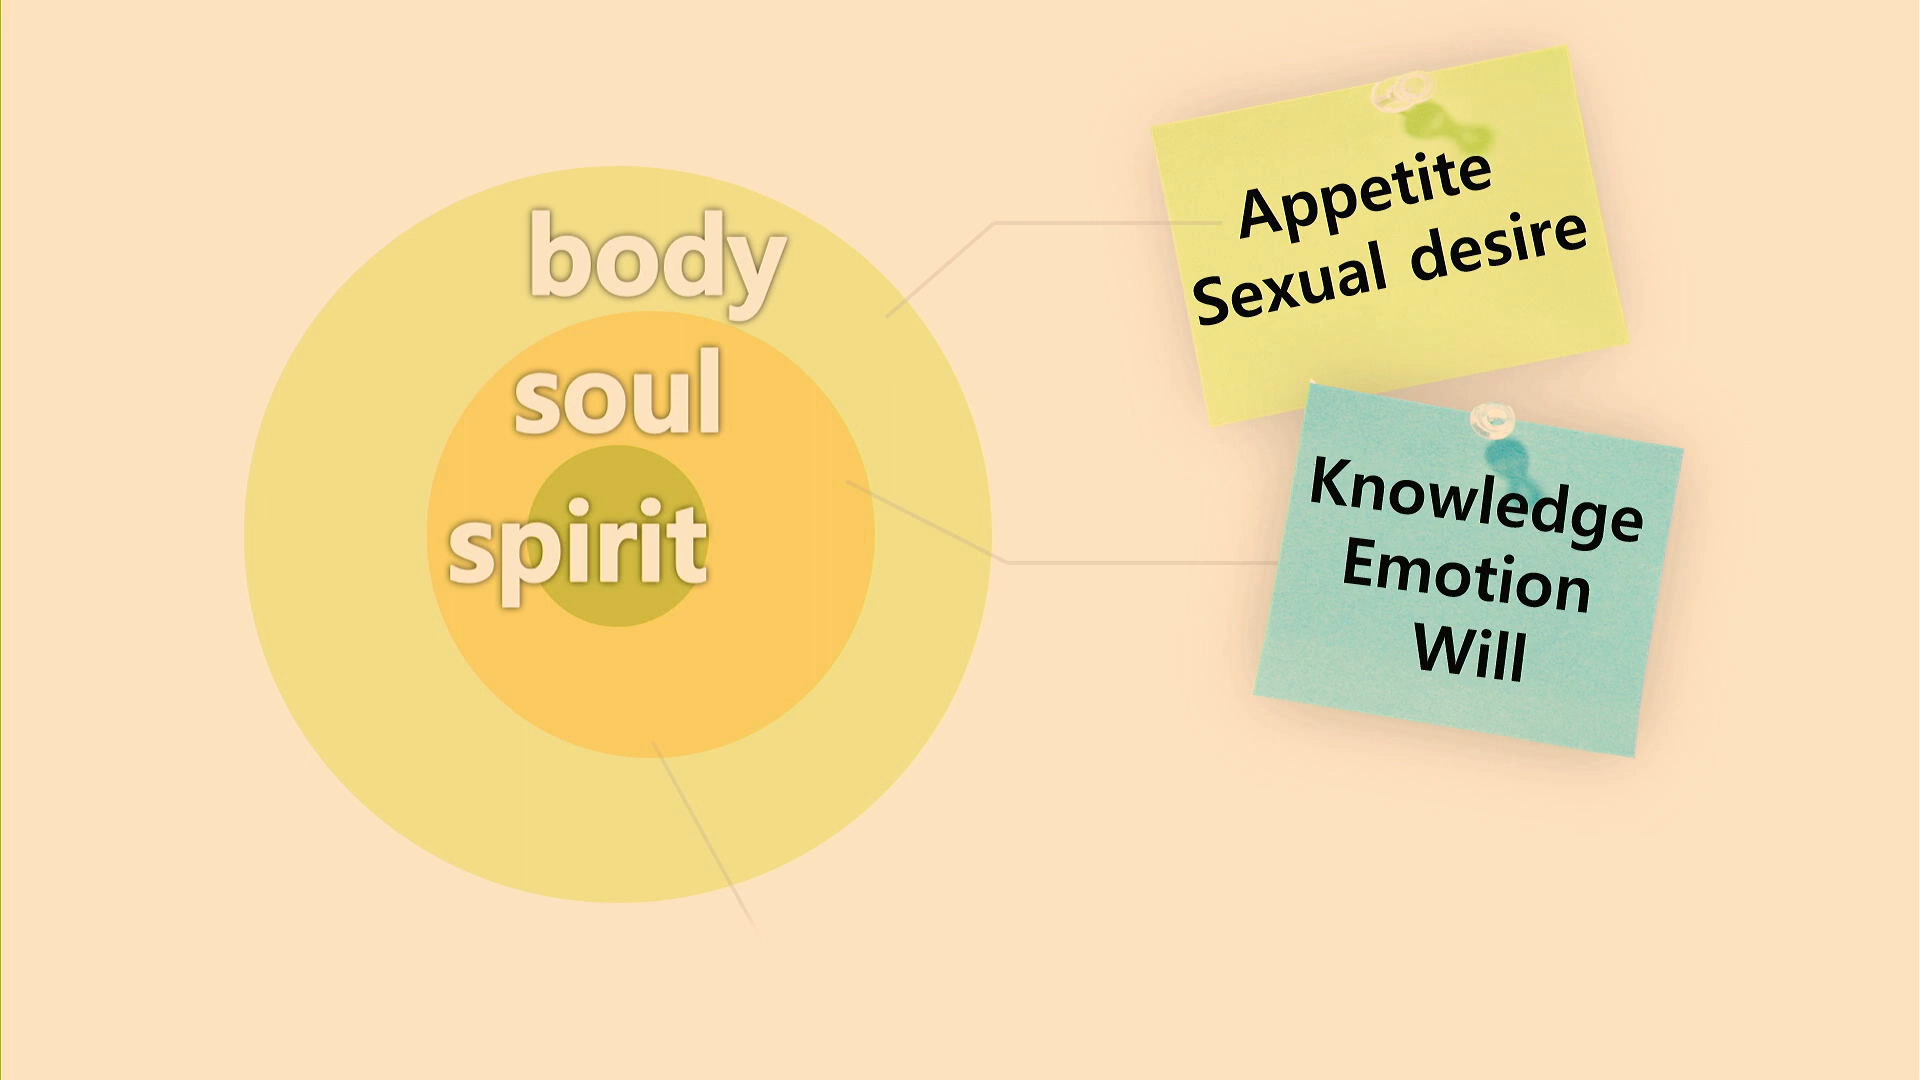 body
soul
spirit
Appetite
Sexual desire
Knowledge
Emotion
Will